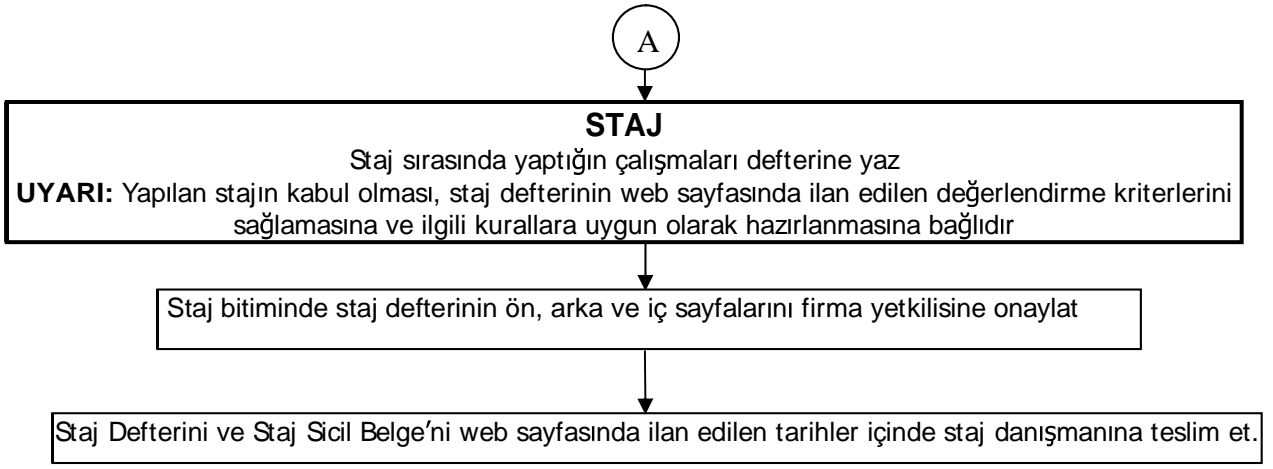 A
STAJ
Staj sırasında yaptığın çalışmaları defterine yaz
UYARI: Yapılan stajın kabul olması, staj defterinin web sayfasında ilan edilen değerlendirme kriterlerini
sağlamasına ve ilgili kurallara uygun olarak hazırlanmasına bağlıdır
Staj bitiminde staj defterinin ön, arka ve iç sayfalarını firma yetkilisine onaylat
Staj Defterini ve Staj Sicil Belge'ni web sayfasında ilan edilen tarihler içinde staj danışmanına teslim et.